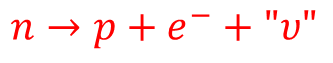 n → p + e⁻ + "υ"